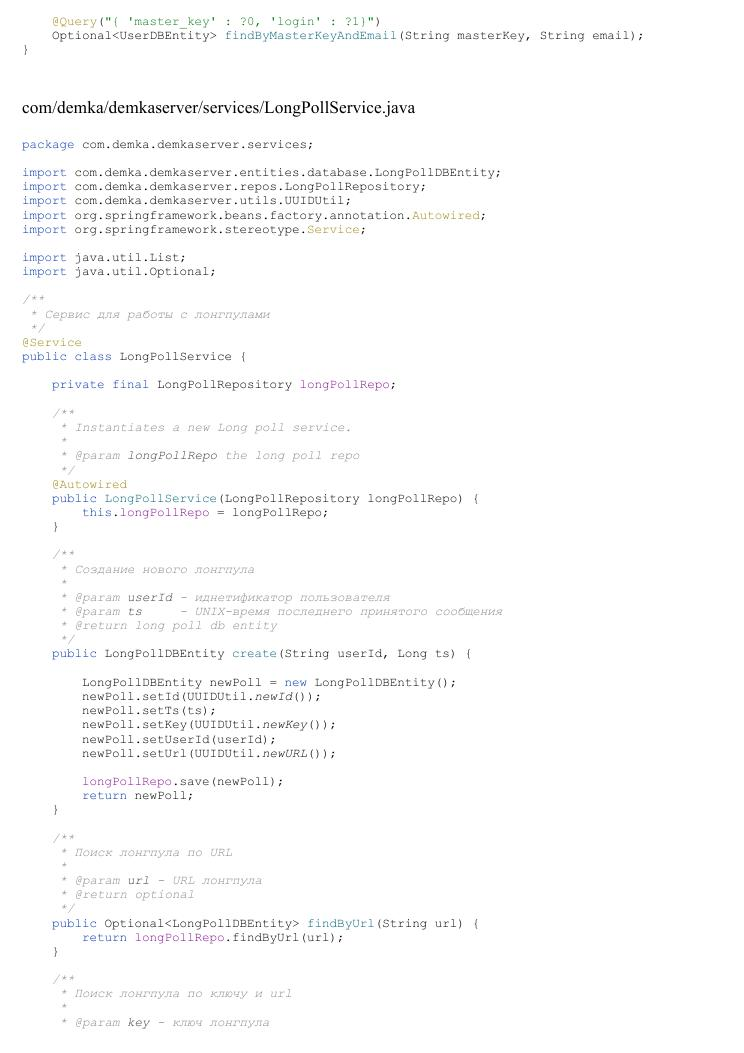 @Query("{ 'master_key' : ?0, 'login' : ?1}")
    Optional<UserDBEntity> findByMasterKeyAndEmail(String masterKey, String email);
}
com/demka/demkaserver/services/LongPollService.java
package com.demka.demkaserver.services;
import com.demka.demkaserver.entities.database.LongPollDBEntity;
import com.demka.demkaserver.repos.LongPollRepository;
import com.demka.demkaserver.utils.UUIDUtil;
import org.springframework.beans.factory.annotation.Autowired;
import org.springframework.stereotype.Service;
import java.util.List;
import java.util.Optional;
/**
 * Сервис для работы с лонгпулами
 */
@Service
public class LongPollService {
    private final LongPollRepository longPollRepo;
    /**
     * Instantiates a new Long poll service.
     *
     * @param longPollRepo the long poll repo
     */
    @Autowired
    public LongPollService(LongPollRepository longPollRepo) {
        this.longPollRepo = longPollRepo;
    }
    /**
     * Создание нового лонгпула
     *
     * @param userId - иднетификатор пользователя
     * @param ts     - UNIX-время последнего принятого сообщения
     * @return long poll db entity
     */
    public LongPollDBEntity create(String userId, Long ts) {
        LongPollDBEntity newPoll = new LongPollDBEntity();
        newPoll.setId(UUIDUtil.newId());
        newPoll.setTs(ts);
        newPoll.setKey(UUIDUtil.newKey());
        newPoll.setUserId(userId);
        newPoll.setUrl(UUIDUtil.newURL());
        longPollRepo.save(newPoll);
        return newPoll;
    }
    /**
     * Поиск лонгпула по URL
     *
     * @param url - URL лонгпула
     * @return optional
     */
    public Optional<LongPollDBEntity> findByUrl(String url) {
        return longPollRepo.findByUrl(url);
    }
    /**
     * Поиск лонгпула по ключу и url
     *
     * @param key - ключ лонгпула